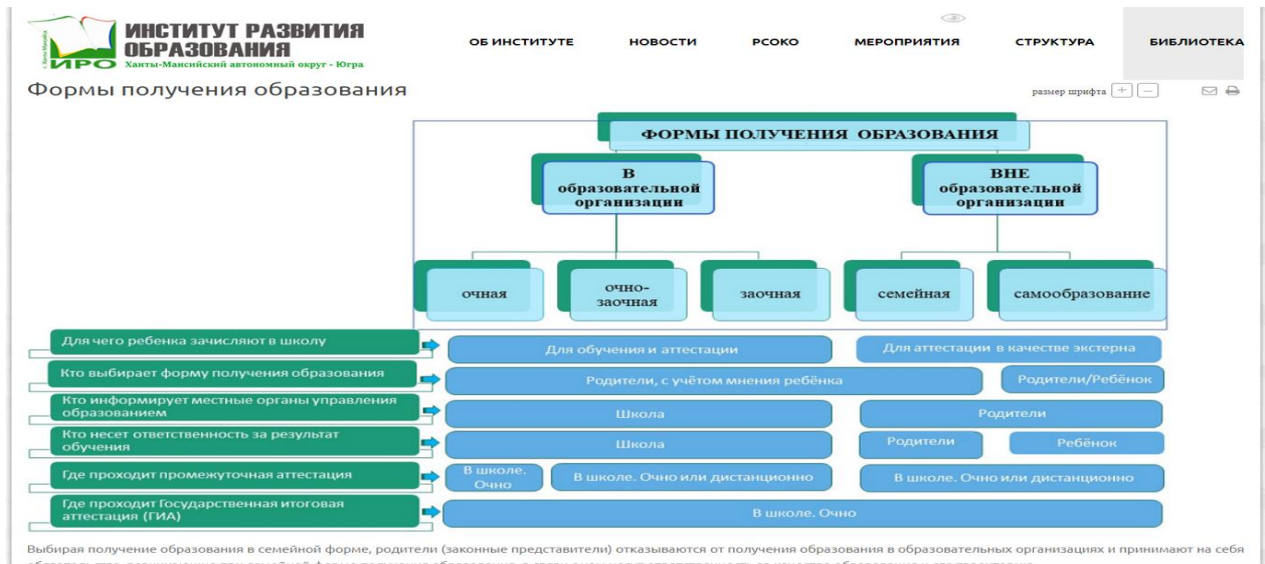 ИНСТИТУТ РАЗВИТИЯ
ОБРАЗОВАНИЯ
ИРО
Ханты-Мансийский автономный округ - Югра
ОБ ИНСТИТУТЕ НОВОСТИ РСОКО МЕРОПРИЯТИЯ СТРУКТУРА БИБЛИОТЕКА
Формы получения образования
размер шрифта + –
ФОРМЫ ПОЛУЧЕНИЯ ОБРАЗОВАНИЯ
В
образовательной
организации
ВНЕ
образовательной
организации
очная
очно-
заочная
заочная
семейная
самообразование
Для чего ребенка зачисляют в школу
Для обучения и аттестации
Для аттестации в качестве экстерна
Кто выбирает форму получения образования
Родители, с учётом мнения ребёнка
Родители/Ребёнок
Кто информирует местные органы управления
образованием
Школа
Родители
Кто несет ответственность за результат
обучения
Школа
Родители
Ребёнок
Где проходит промежуточная аттестация
В школе.
Очно
В школе. Очно или дистанционно
В школе. Очно или дистанционно
Где проходит Государственная итоговая
аттестация (ГИА)
В школе. Очно
Выбирая получение образования в семейной форме, родители (законные представители) отказываются от получения образования в образовательных организациях и принимают на себя